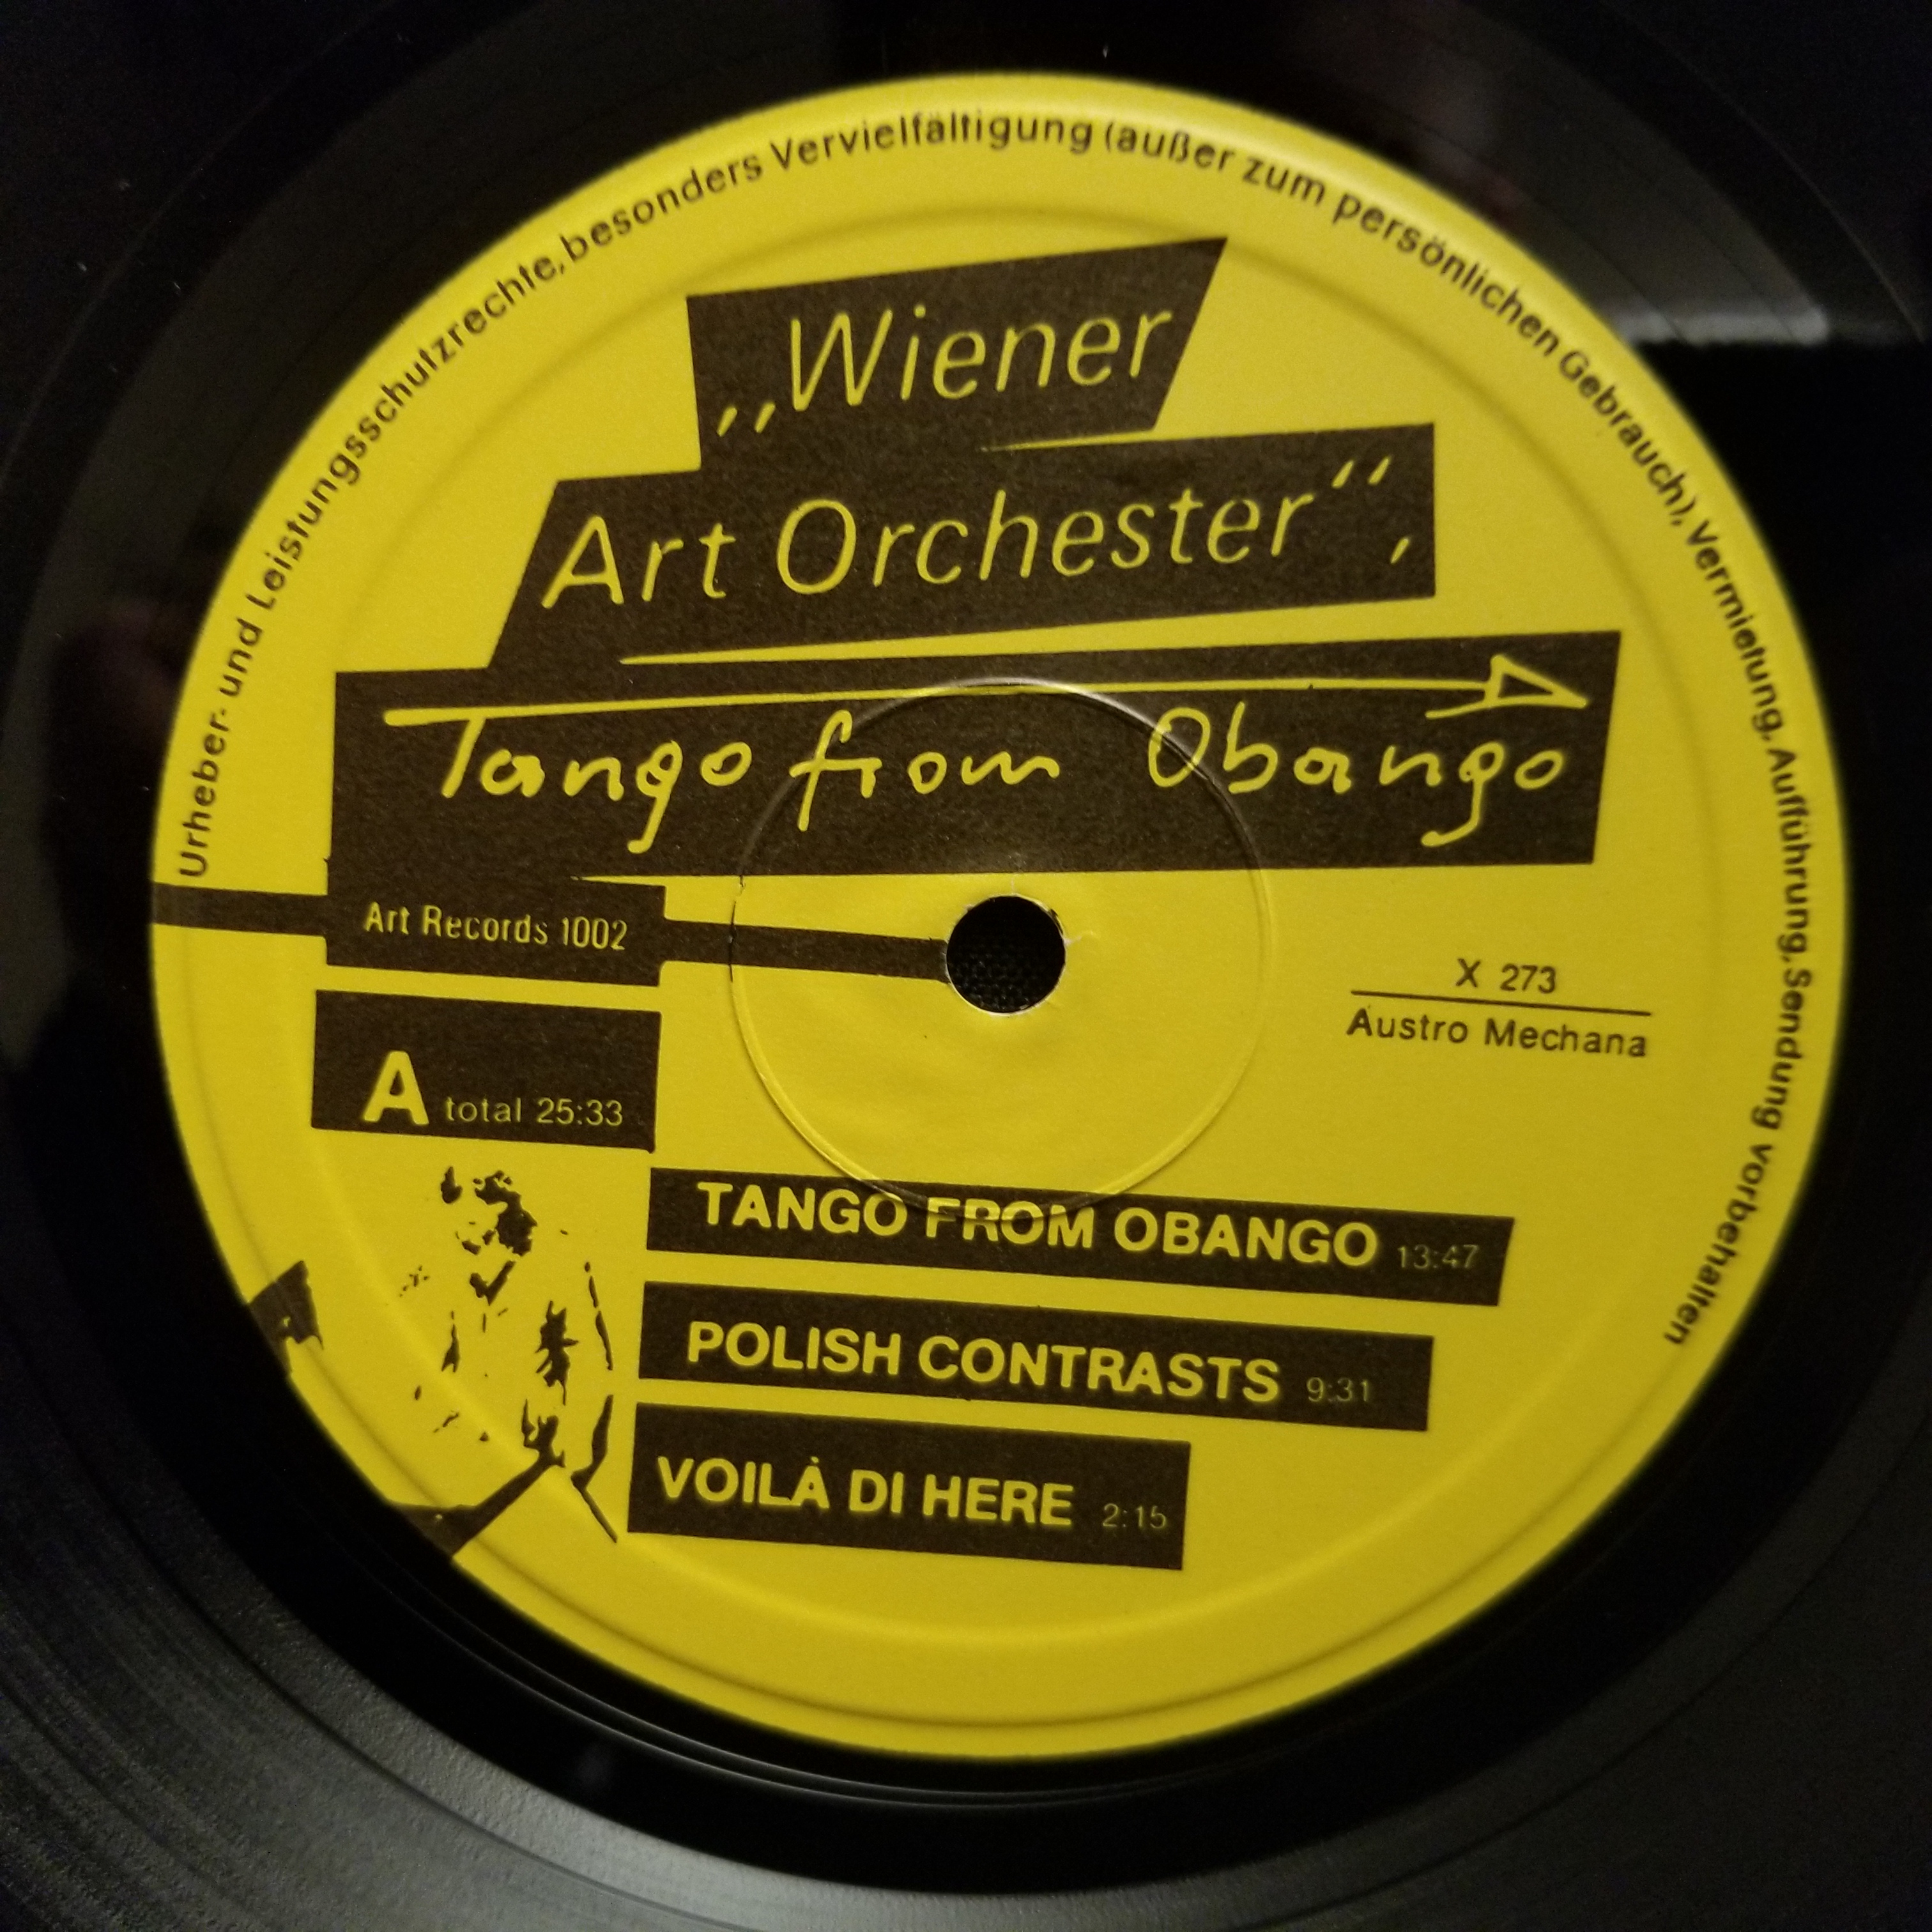 Urheber- und Leistungsschutzrechte, besonders Vervielfältigung (außer zum persönlichen Gebrauch), Vermietung, Aufführung, Sendung vorbehalten
„Wiener
Art Orchester“,
Tango from Obango
Art Records 1002
X 273
Austro Mechana
A total 25:33
TANGO FROM OBANGO 13:47
POLISH CONTRASTS 9:31
VOILÀ DI HERE 2:15